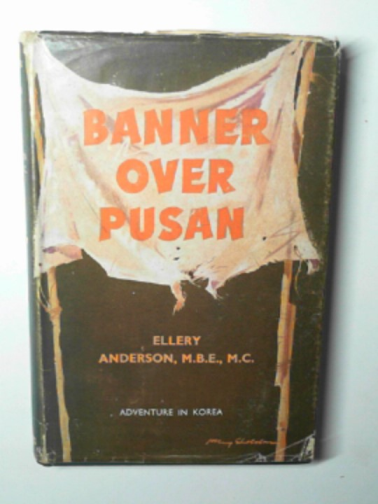 BANNER
OVER
PUSAN
ELLERY
ANDERSON, M.B.E., M.C.
ADVENTURE IN KOREA